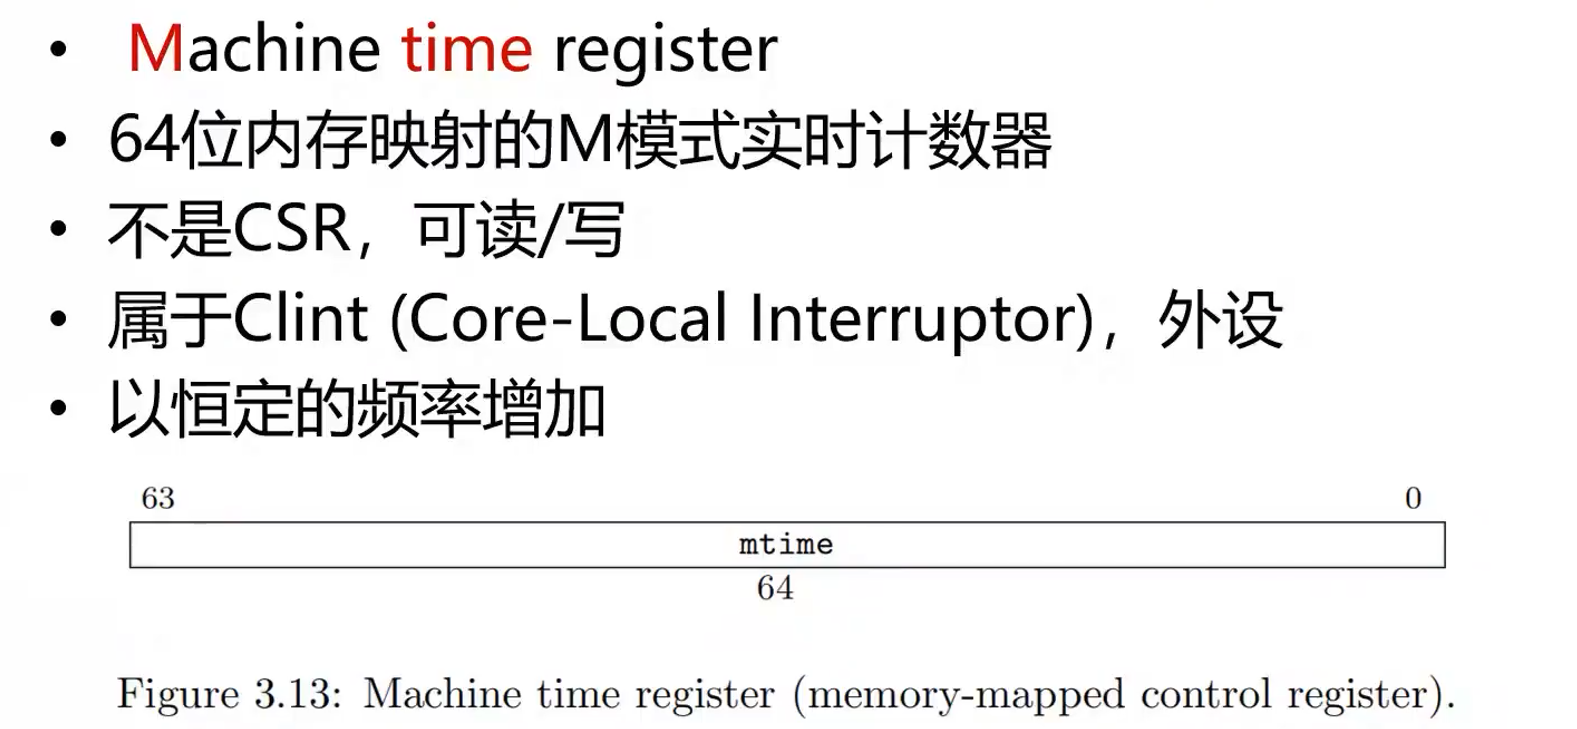 • Machine time register
• 64位内存映射的M模式实时计数器
• 不是CSR，可读/写
• 属于Clint (Core-Local Interruptor)，外设
• 以恒定的频率增加
63 0
mtime
64
Figure 3.13: Machine time register (memory-mapped control register).